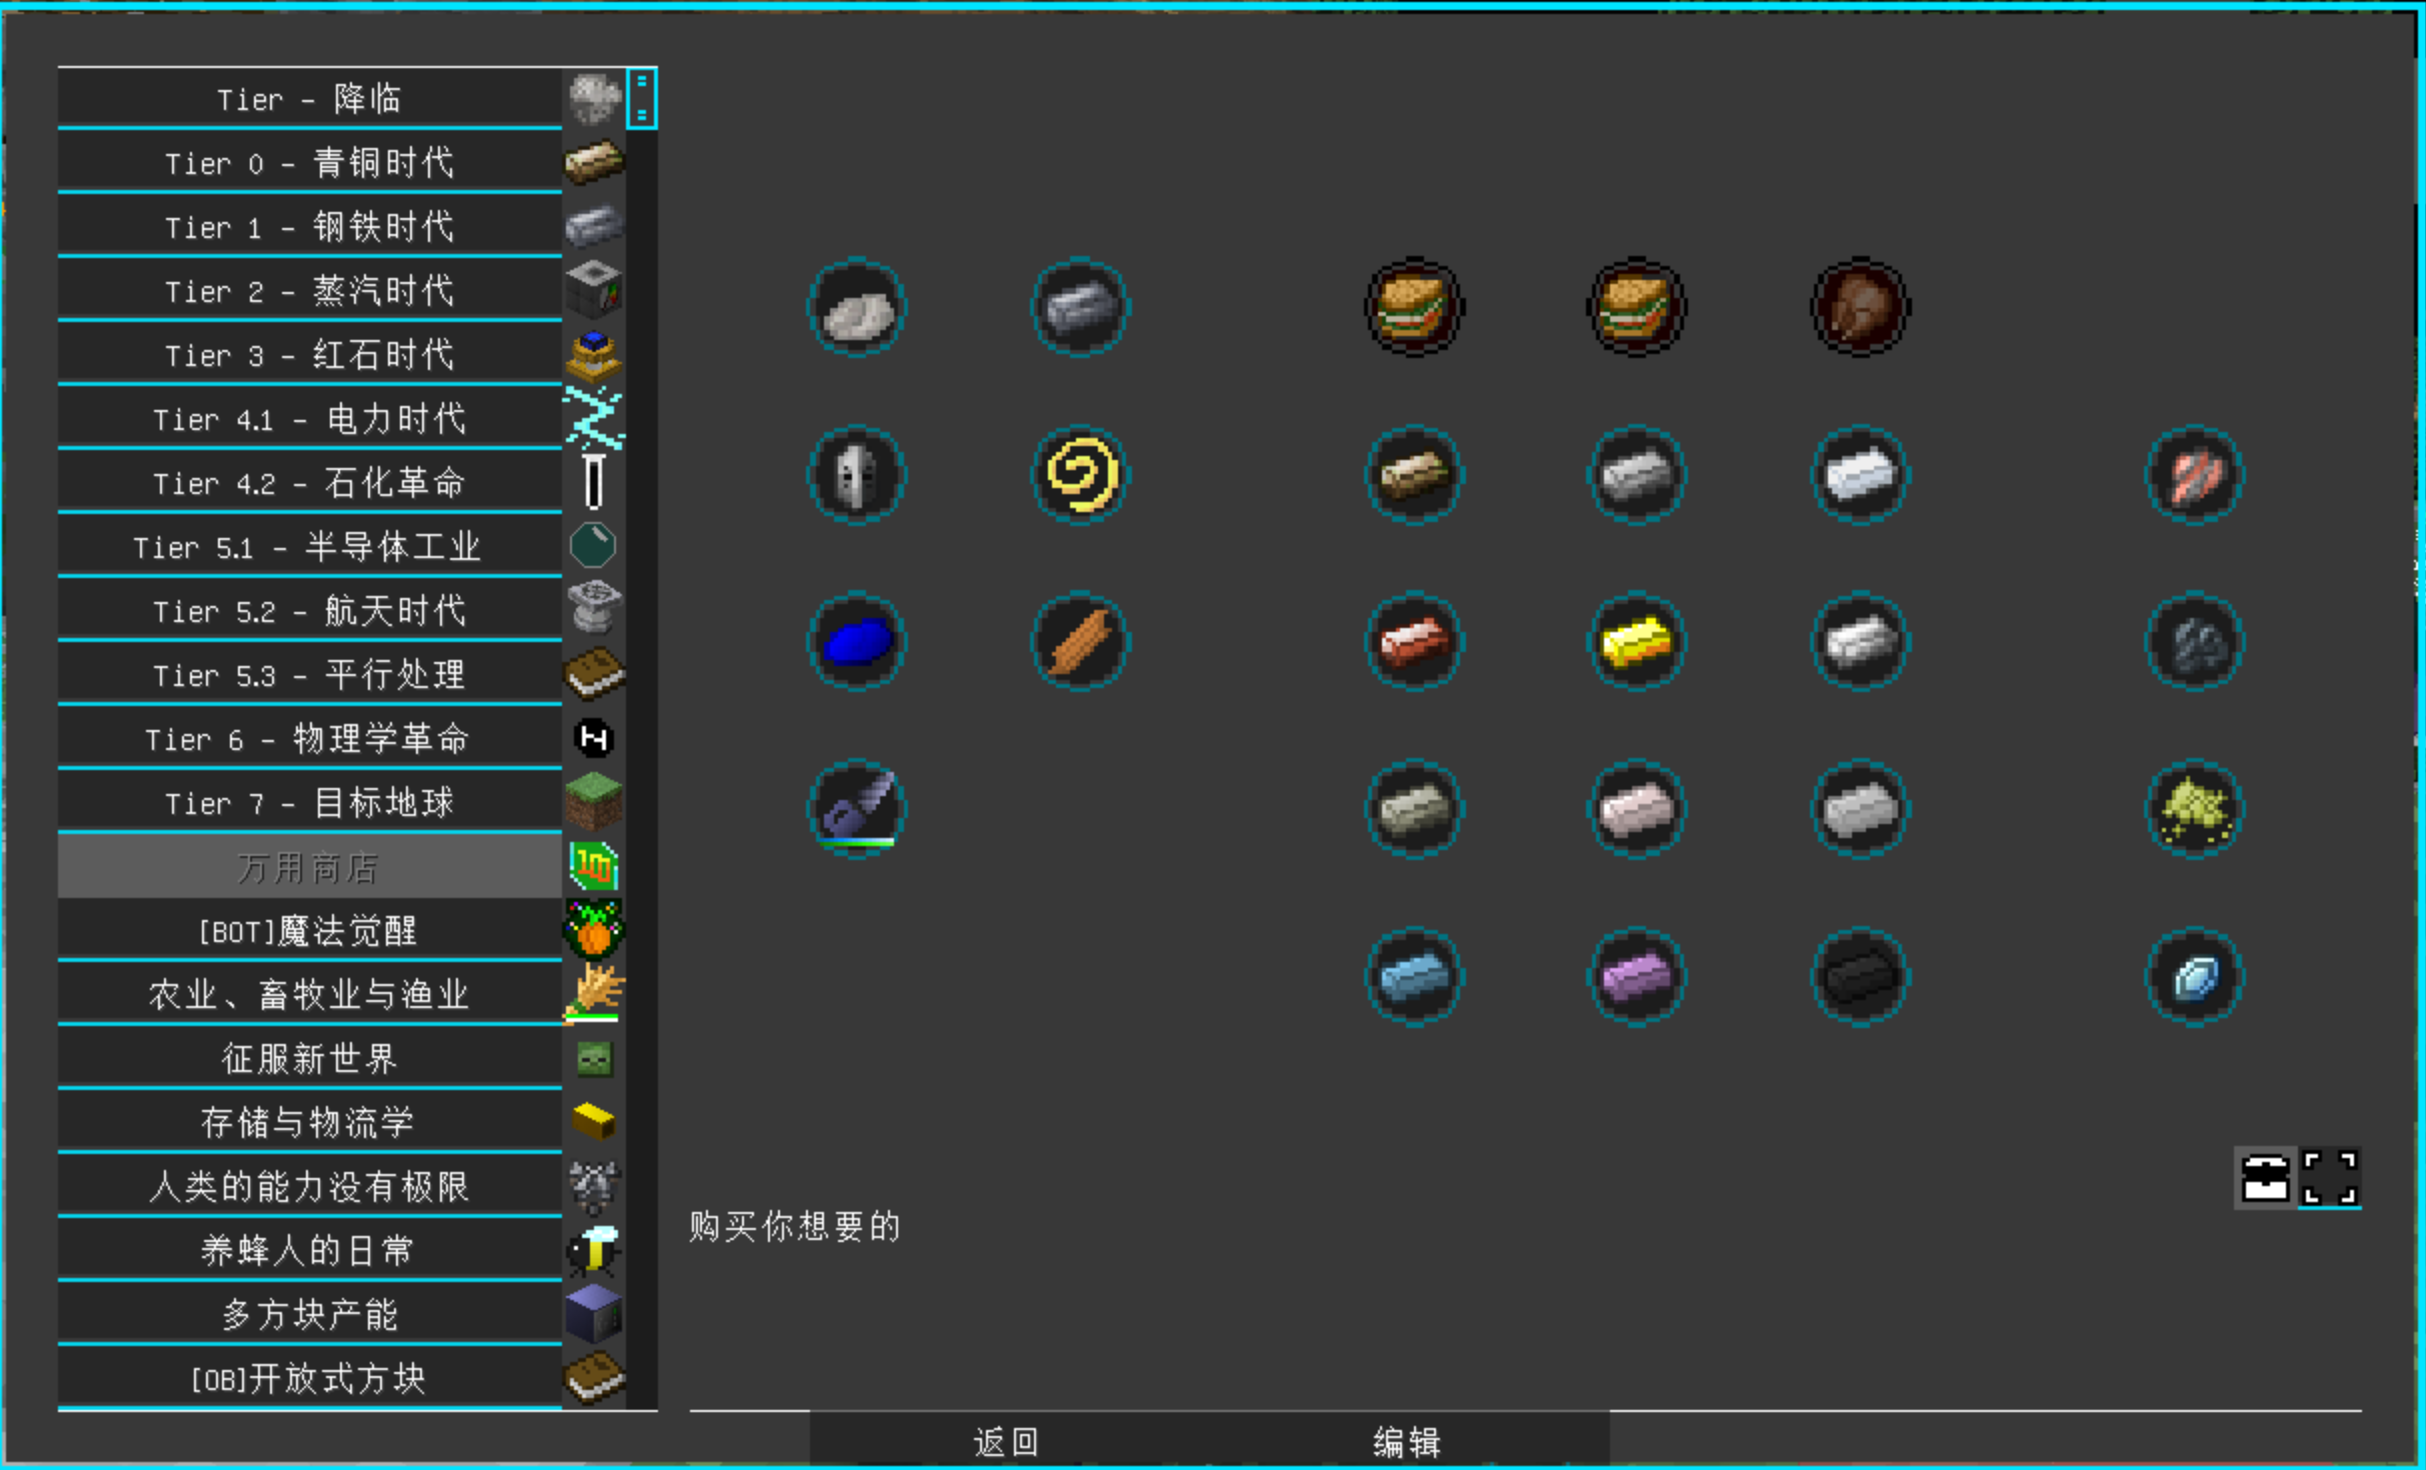 Tier - 降临
Tier 0 - 青铜时代
Tier 1 - 钢铁时代
Tier 2 - 蒸汽时代
Tier 3 - 红石时代
Tier 4.1 - 电力时代
Tier 4.2 - 石化革命
Tier 5.1 - 半导体工业
Tier 5.2 - 航天时代
Tier 5.3 - 平行处理
Tier 6 - 物理学革命
Tier 7 - 目标地球
万用商店
[BOT]魔法觉醒
农业、畜牧业与渔业
征服新世界
存储与物流学
人类的能力没有极限
养蜂人的日常
多方块产能
[OB]开放式方块
购买你想要的
返回
编辑